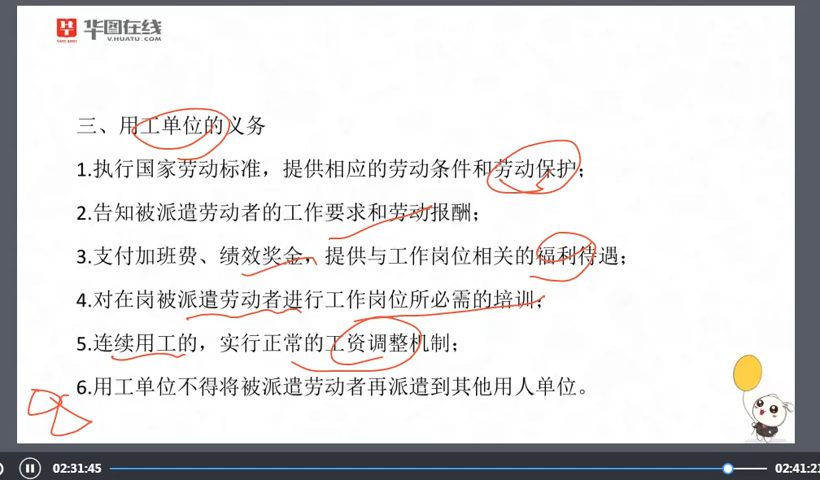 华图在线
V.HUATU.COM
三、用工单位的义务
1.执行国家劳动标准，提供相应的劳动条件和劳动保护；
2.告知被派遣劳动者的工作要求和劳动报酬；
3.支付加班费、绩效奖金，提供与工作岗位相关的福利待遇；
4.对在岗被派遣劳动者进行工作岗位所必需的培训；
5.连续用工的，实行正常的工资调整机制；
6.用工单位不得将被派遣劳动者再派遣到其他用人单位。
02:31:45
02:41:21